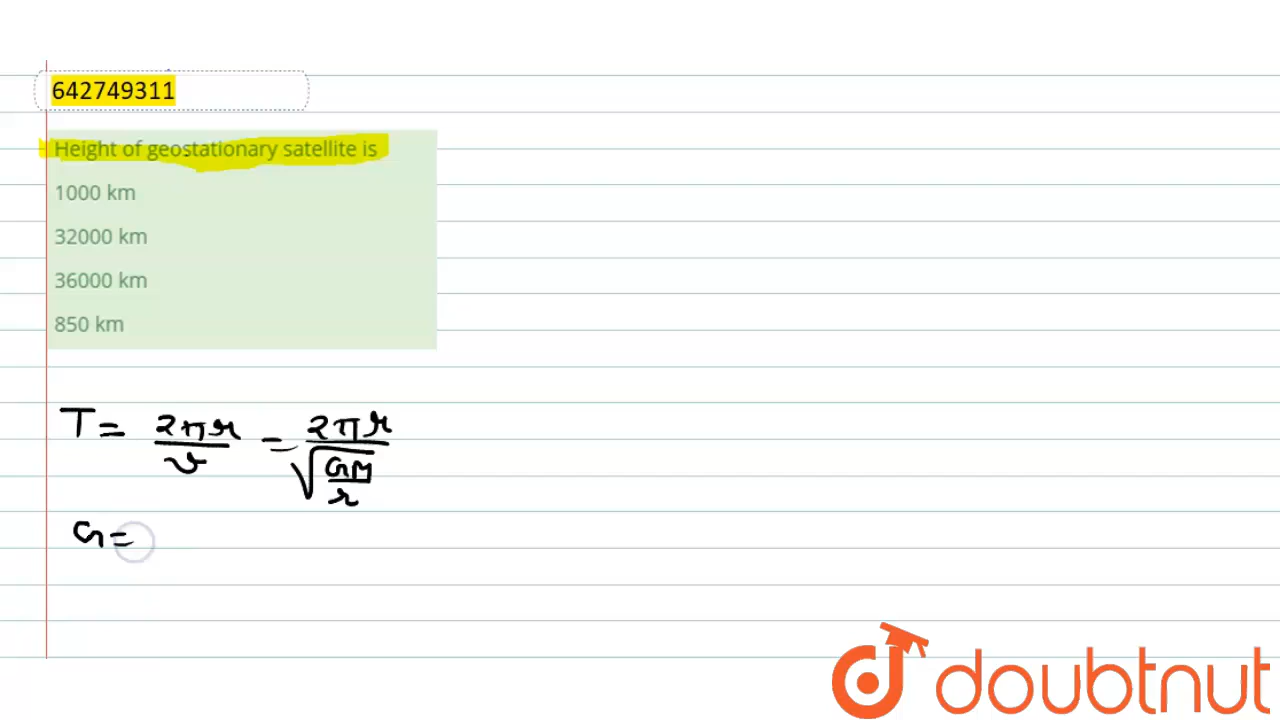 642749311
Height of geostationary satellite is
1000 km
32000 km
36000 km
850 km
T = 2πr/v = 2πr/√(GM/r)
G =
doubtnut